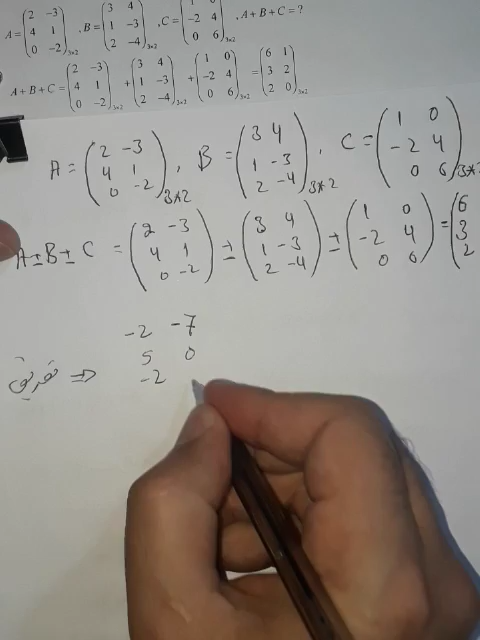 A = (2 -3 4 1 0 -2)3×2 , B = (3 4 1 -3 2 -4)3×2 , C = (1 0 -2 4 0 6)3×2 , A + B + C = ?
A + B + C = (2 -3 4 1 0 -2)3×2 + (3 4 1 -3 2 -4)3×2 + (1 0 -2 4 0 6)3×2 = (6 1 3 2 2 0)3×2
A = (2 -3 4 1 0 -2)3×2 , B = (3 4 1 -3 2 -4)3×2 , C = (1 0 -2 4 0 6)3×2
A ± B ± C = (2 -3 4 1 0 -2) ± (3 4 1 -3 2 -4) ± (1 0 -2 4 0 6) = (6 3 2
-2 -7
5 0
تفریق ⇒ -2